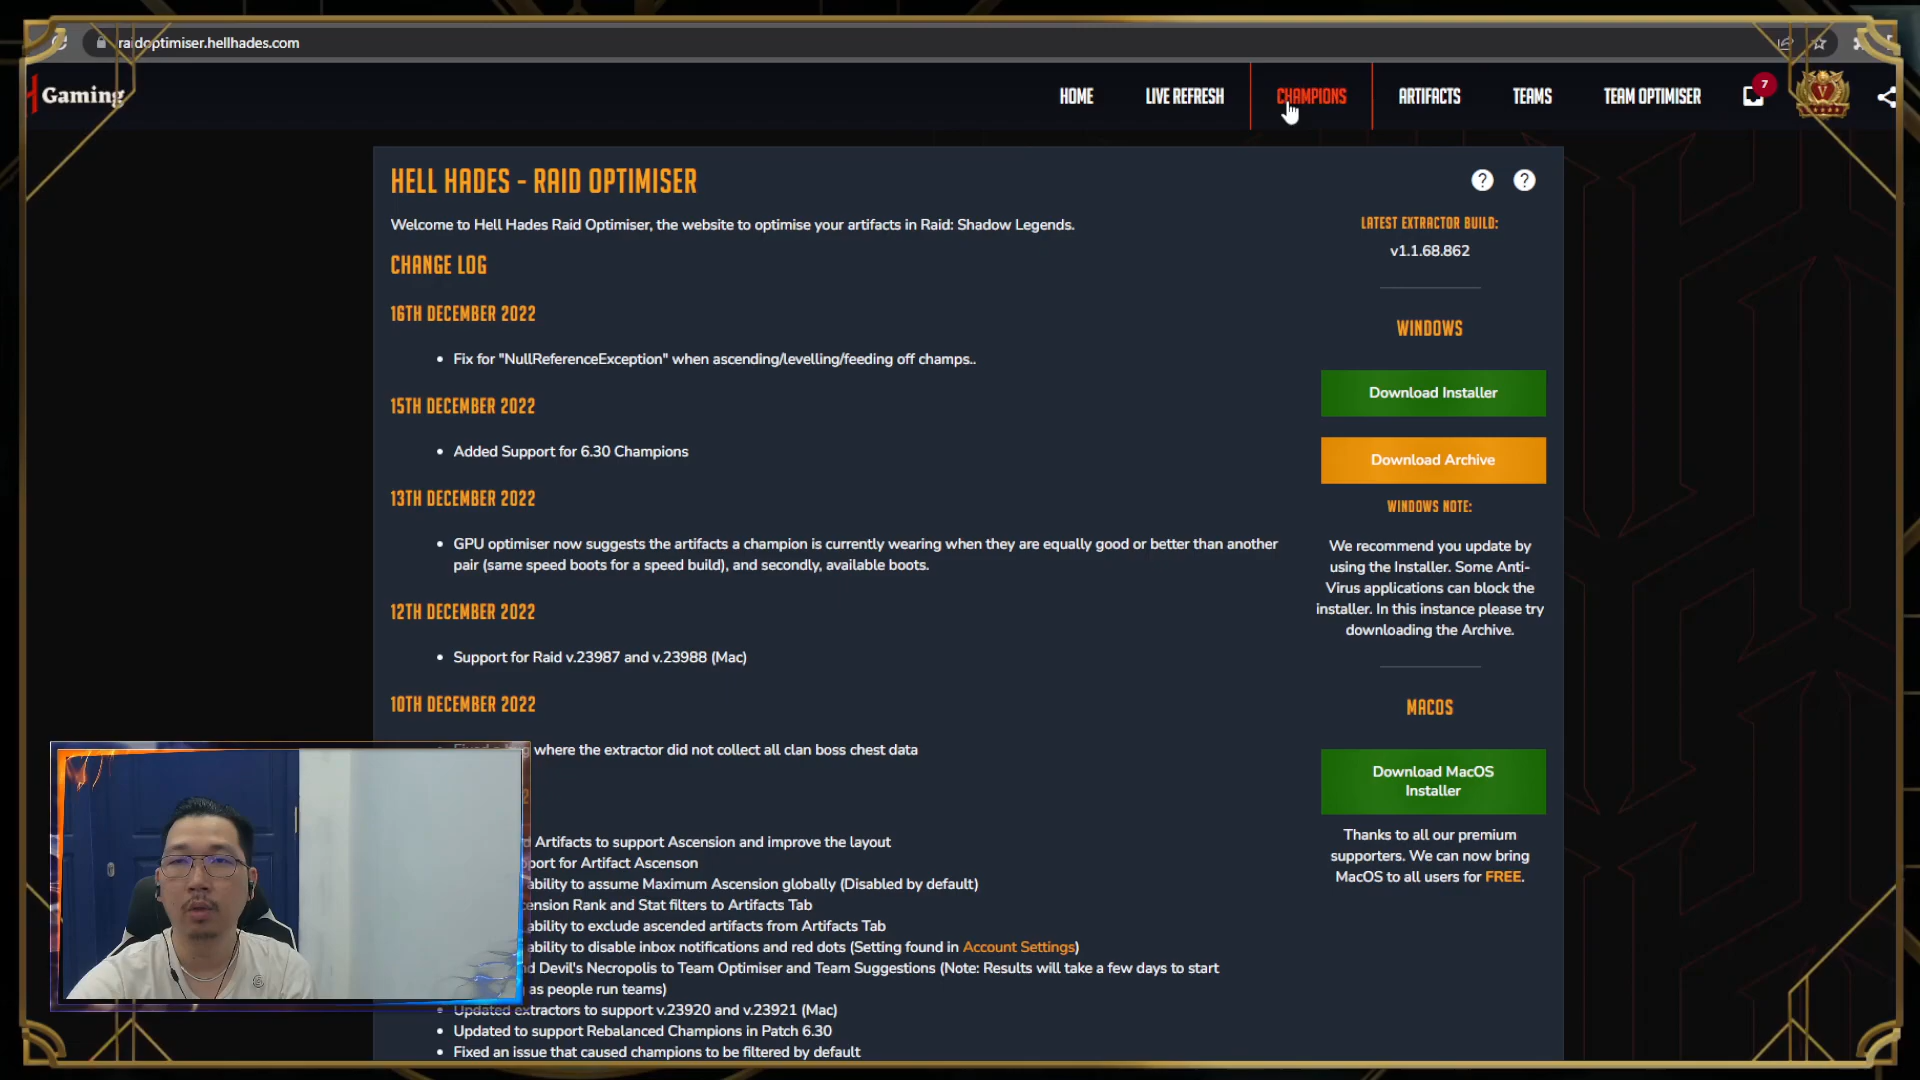 raidoptimiser.hellhades.com
Gaming
HOME
LIVE REFRESH
CHAMPIONS
ARTIFACTS
TEAMS
TEAM OPTIMISER
7
V
HELL HADES - RAID OPTIMISER
? ?
Welcome to Hell Hades Raid Optimiser, the website to optimise your artifacts in Raid: Shadow Legends.
CHANGE LOG
16TH DECEMBER 2022
• Fix for "NullReferenceException" when ascending/levelling/feeding off champs..
15TH DECEMBER 2022
• Added Support for 6.30 Champions
13TH DECEMBER 2022
• GPU optimiser now suggests the artifacts a champion is currently wearing when they are equally good or better than another
pair (same speed boots for a speed build), and secondly, available boots.
12TH DECEMBER 2022
• Support for Raid v.23987 and v.23988 (Mac)
10TH DECEMBER 2022
where the extractor did not collect all clan boss chest data
Artifacts to support Ascension and improve the layout
for Artifact Ascenson
ability to assume Maximum Ascension globally (Disabled by default)
Rank and Stat filters to Artifacts Tab
ability to exclude ascended artifacts from Artifacts Tab
ability to disable inbox notifications and red dots (Setting found in Account Settings)
Devil's Necropolis to Team Optimiser and Team Suggestions (Note: Results will take a few days to start
as people run teams)
• Updated extractors to support v.23920 and v.23921 (Mac)
• Updated to support Rebalanced Champions in Patch 6.30
• Fixed an issue that caused champions to be filtered by default
LATEST EXTRACTOR BUILD:
v1.1.68.862
WINDOWS
Download Installer
Download Archive
WINDOWS NOTE:
We recommend you update by
using the Installer. Some Anti-
Virus applications can block the
installer. In this instance please try
downloading the Archive.
MACOS
Download MacOS
Installer
Thanks to all our premium
supporters. We can now bring
MacOS to all users for FREE.